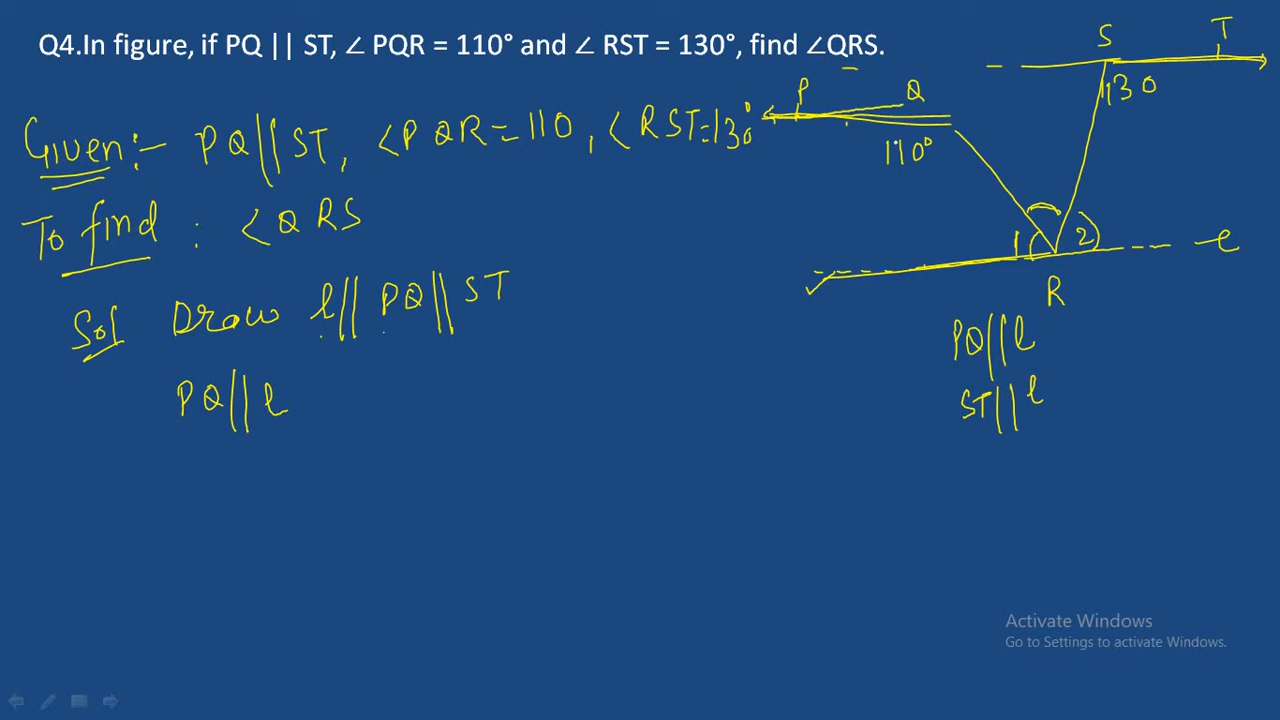 Q4.In figure, if PQ || ST, ∠ PQR = 110° and ∠ RST = 130°, find ∠QRS.
S T
P Q 130
Given:- PQ||ST, <PQR=110, <RST=130°
110°
To find : <QRS
1 2 l
R
Sol Draw l||PQ||ST
PQ||l
ST||l
PQ||l
Activate Windows
Go to Settings to activate Windows.